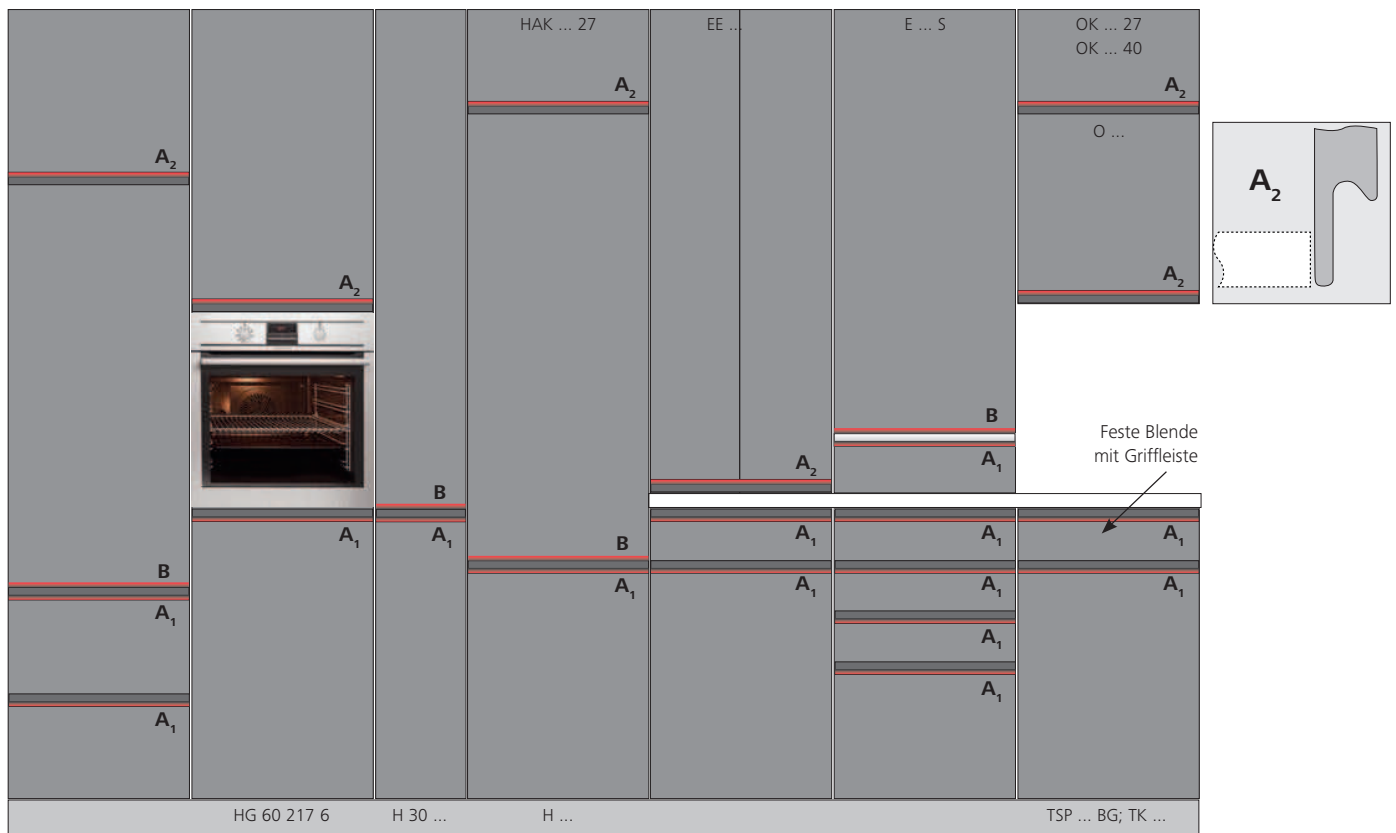 HAK ... 27
EE ...
E ... S
OK ... 27
OK ... 40
A₂
A₂
O ...
A₂
A₂
A₂
A₂
B
Feste Blende
mit Griffleiste
A₁
A₂
B
A₁
A₁
A₁
A₁
A₁
B
B
A₁
A₁
A₁
A₁
A₁
A₁
A₁
A₁
HG 60 217 6
H 30 ...
H ...
TSP ... BG; TK ...